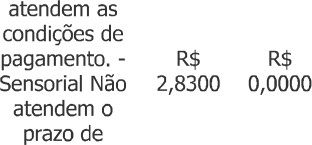 atendem as
condições de
pagamento. - R$ R$
Sensorial Não 2,8300 0,0000
atendem o
prazo de